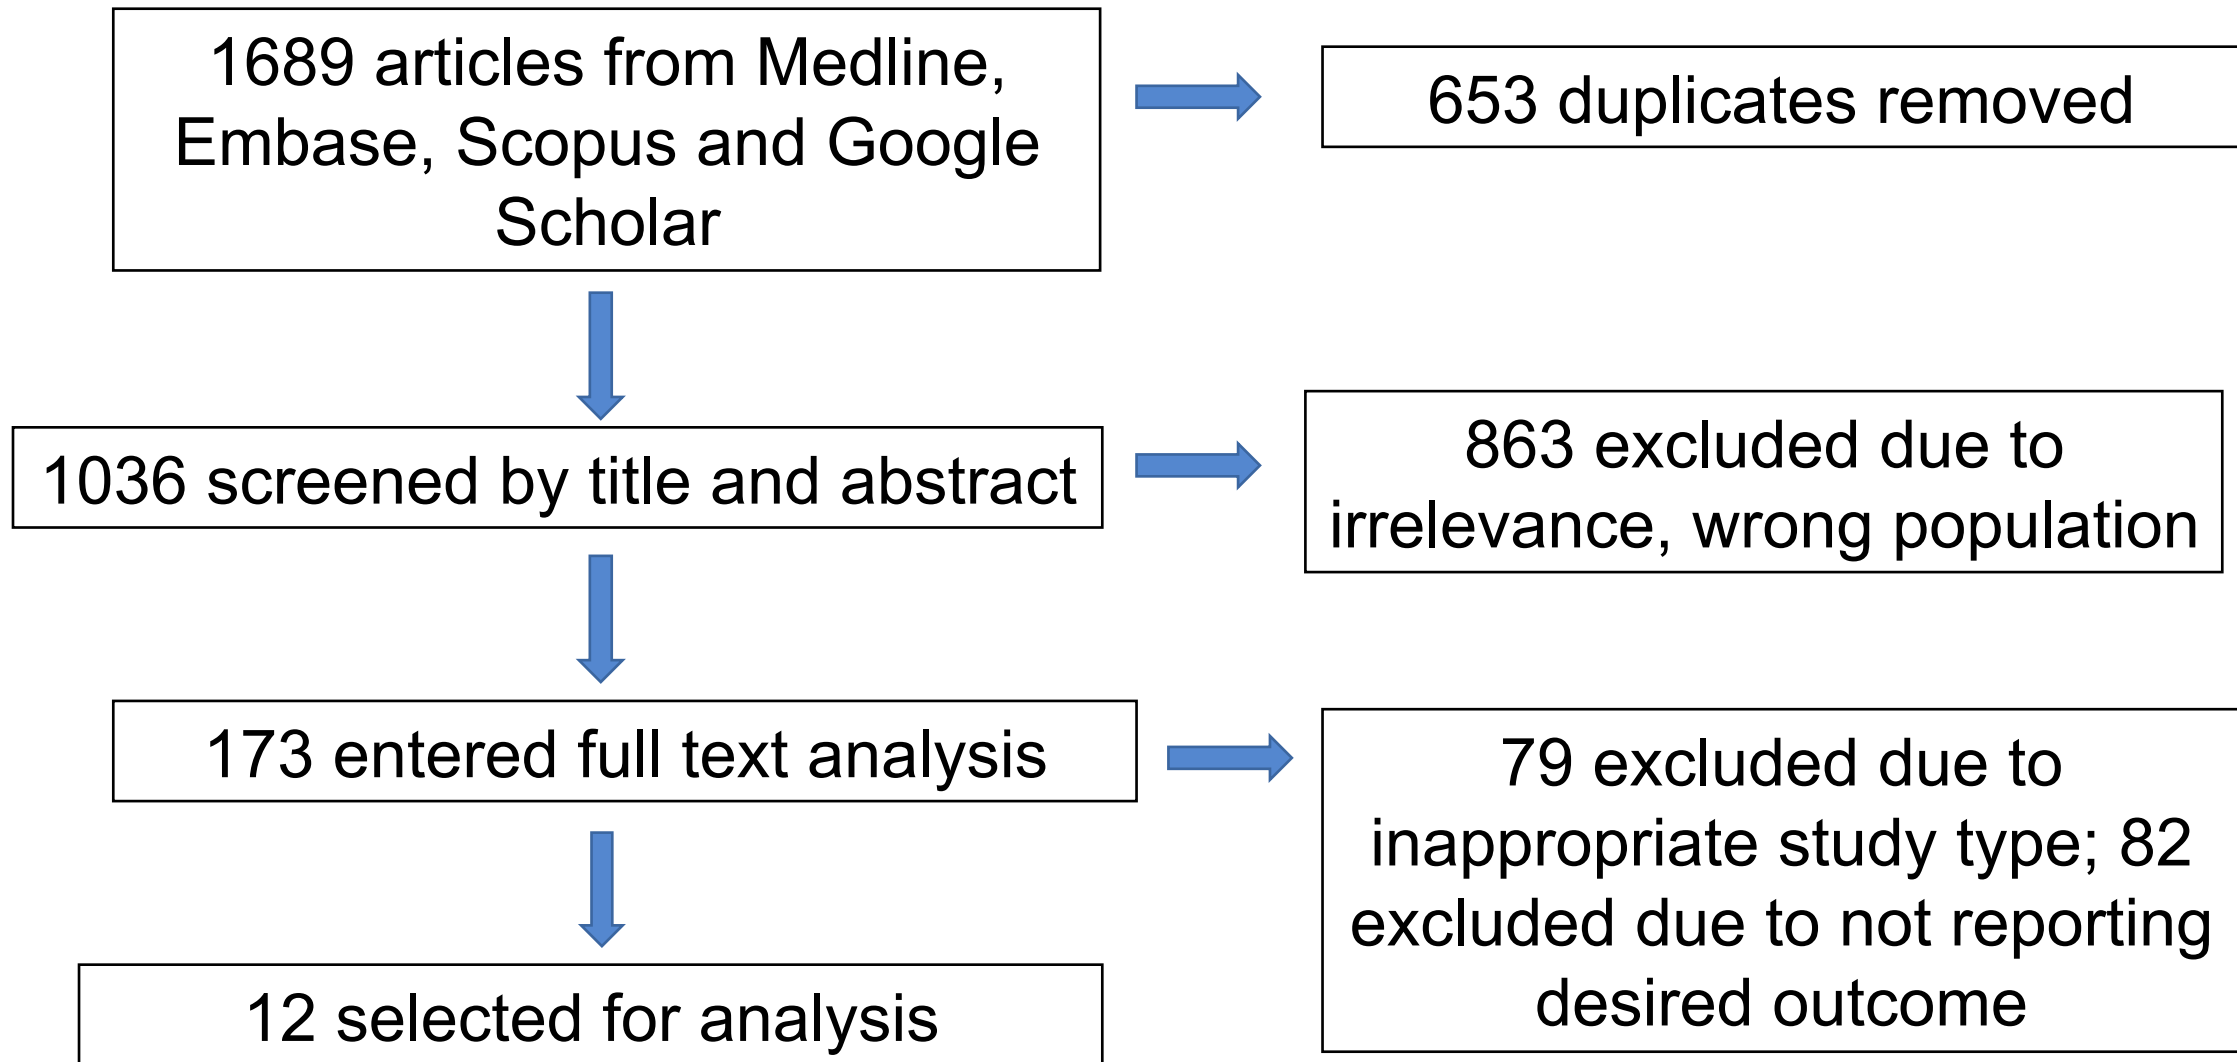 1689 articles from Medline,
Embase, Scopus and Google
Scholar
653 duplicates removed
1036 screened by title and abstract
863 excluded due to
irrelevance, wrong population
173 entered full text analysis
79 excluded due to
inappropriate study type; 82
excluded due to not reporting
desired outcome
12 selected for analysis